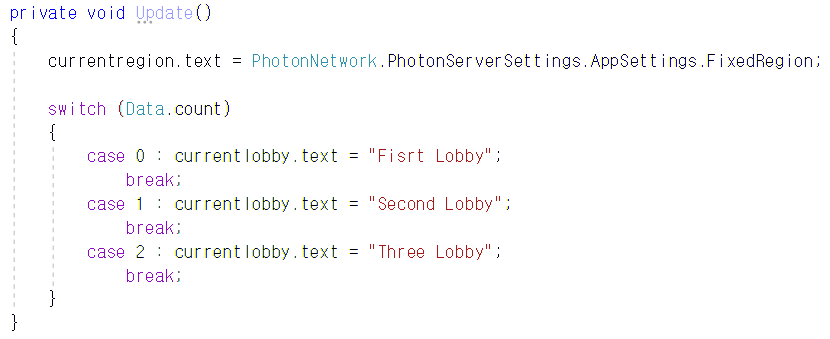 private void Update()
{
currentregion.text = PhotonNetwork.PhotonServerSettings.AppSettings.FixedRegion;
switch (Data.count)
{
case 0 : currentlobby.text = "Fisrt Lobby";
break;
case 1 : currentlobby.text = "Second Lobby";
break;
case 2 : currentlobby.text = "Three Lobby";
break;
}
}